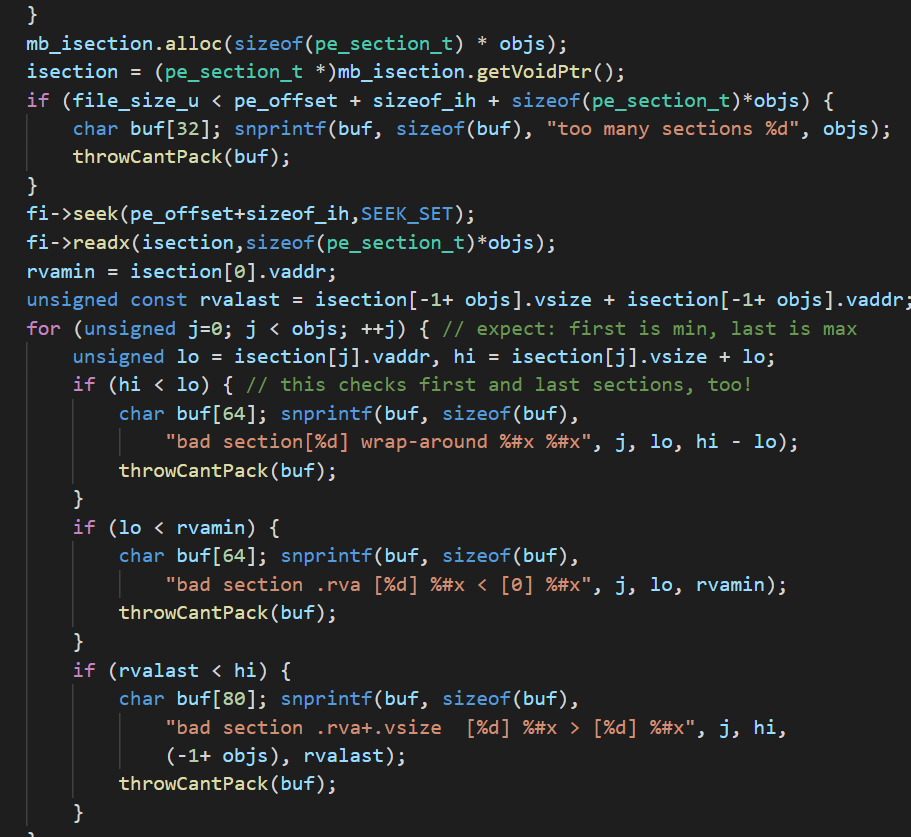 }
mb_isection.alloc(sizeof(pe_section_t) * objs);
isection = (pe_section_t *)mb_isection.getVoidPtr();
if (file_size_u < pe_offset + sizeof_ih + sizeof(pe_section_t)*objs) {
char buf[32]; snprintf(buf, sizeof(buf), "too many sections %d", objs);
throwCantPack(buf);
}
fi->seek(pe_offset+sizeof_ih,SEEK_SET);
fi->readx(isection,sizeof(pe_section_t)*objs);
rvamin = isection[0].vaddr;
unsigned const rvalast = isection[-1+ objs].vsize + isection[-1+ objs].vaddr;
for (unsigned j=0; j < objs; ++j) { // expect: first is min, last is max
unsigned lo = isection[j].vaddr, hi = isection[j].vsize + lo;
if (hi < lo) { // this checks first and last sections, too!
char buf[64]; snprintf(buf, sizeof(buf),
"bad section[%d] wrap-around %#x %#x", j, lo, hi - lo);
throwCantPack(buf);
}
if (lo < rvamin) {
char buf[64]; snprintf(buf, sizeof(buf),
"bad section .rva [%d] %#x < [0] %#x", j, lo, rvamin);
throwCantPack(buf);
}
if (rvalast < hi) {
char buf[80]; snprintf(buf, sizeof(buf),
"bad section .rva+.vsize  [%d] %#x > [%d] %#x", j, hi,
(-1+ objs), rvalast);
throwCantPack(buf);
}